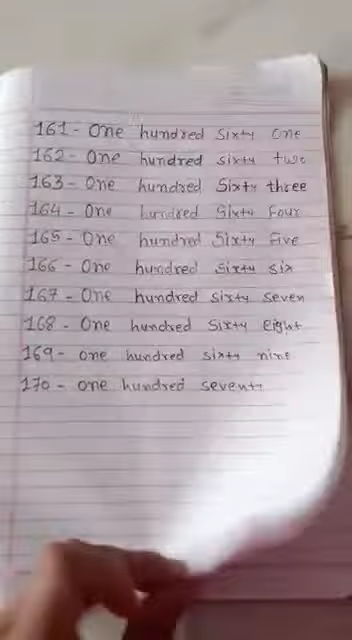 161 - One hundred Sixty One
162 - One hundred sixty two
163 - One hundred Sixty three
164 - One hundred Sixty Four
165 - One hundred Sixty Five
166 - One hundred sixty six
167 - One hundred sixty seven
168 - One hundred Sixty Eight
169 - one hundred sixty nine
170 - one hundred seventy